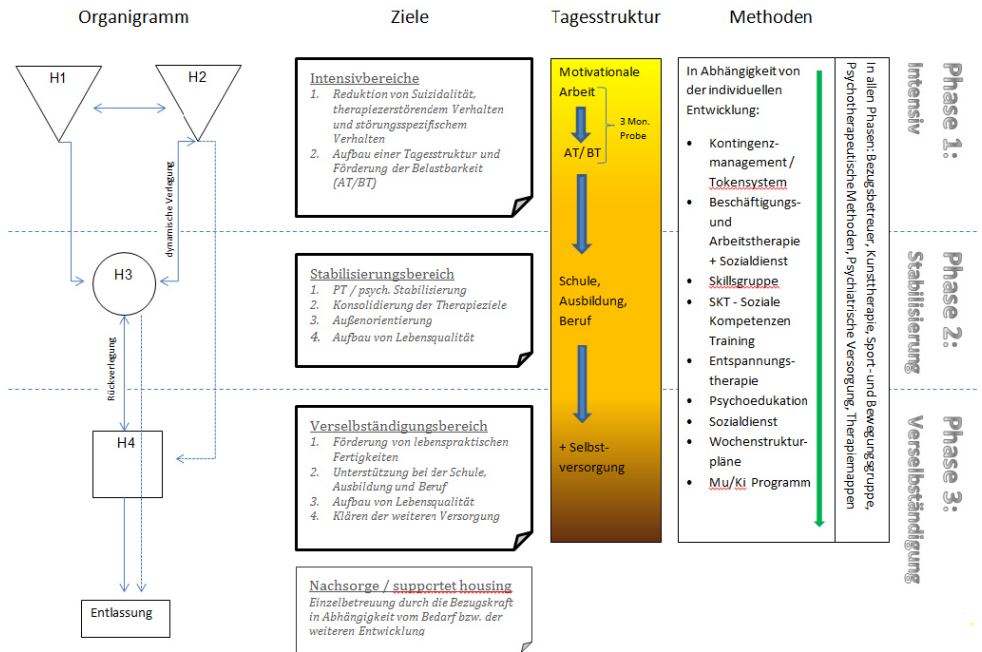 Organigramm
Ziele
Tagesstruktur
Methoden
H1
H2
dynamische Verlegung
H3
Rückverlegung
H4
Entlassung
Intensivbereiche
1. Reduktion von Suizidalität,
therapiezerstörendem Verhalten
und störungsspezifischem
Verhalten
2. Aufbau einer Tagesstruktur und
Förderung der Belastbarkeit
(AT/BT)
Stabilisierungsbereich
1. PT / psych. Stabilisierung
2. Konsolidierung der Therapieziele
3. Außenorientierung
4. Aufbau von Lebensqualität
Verselbständigungsbereich
1. Förderung von lebenspraktischen
Fertigkeiten
2. Unterstützung bei der Schule,
Ausbildung und Beruf
3. Aufbau von Lebensqualität
4. Klären der weiteren Versorgung
Nachsorge / supportet housing
Einzelbetreuung durch die Bezugskraft
in Abhängigkeit vom Bedarf bzw. der
weiteren Entwicklung
Motivationale
Arbeit
3 Mon.
Probe
AT/BT
Schule,
Ausbildung,
Beruf
+ Selbst-
versorgung
In Abhängigkeit von
der individuellen
Entwicklung:
• Kontingenz-
management /
Tokensystem
• Beschäftigungs-
und
Arbeitstherapie
+ Sozialdienst
• Skillsgruppe
• SKT - Soziale
Kompetenzen
Training
• Entspannungs-
therapie
• Psychoedukation
• Sozialdienst
• Wochenstruktur-
pläne
• Mu/Ki Programm
In allen Phasen: Bezugsbetreuer, Kunsttherapie, Sport- und Bewegungsgruppe,
Psychotherapeutische Methoden, Psychiatrische Versorgung, Therapiemappen
Phase 1:
Intensiv
Phase 2:
Stabilisierung
Phase 3:
Verselbständigung